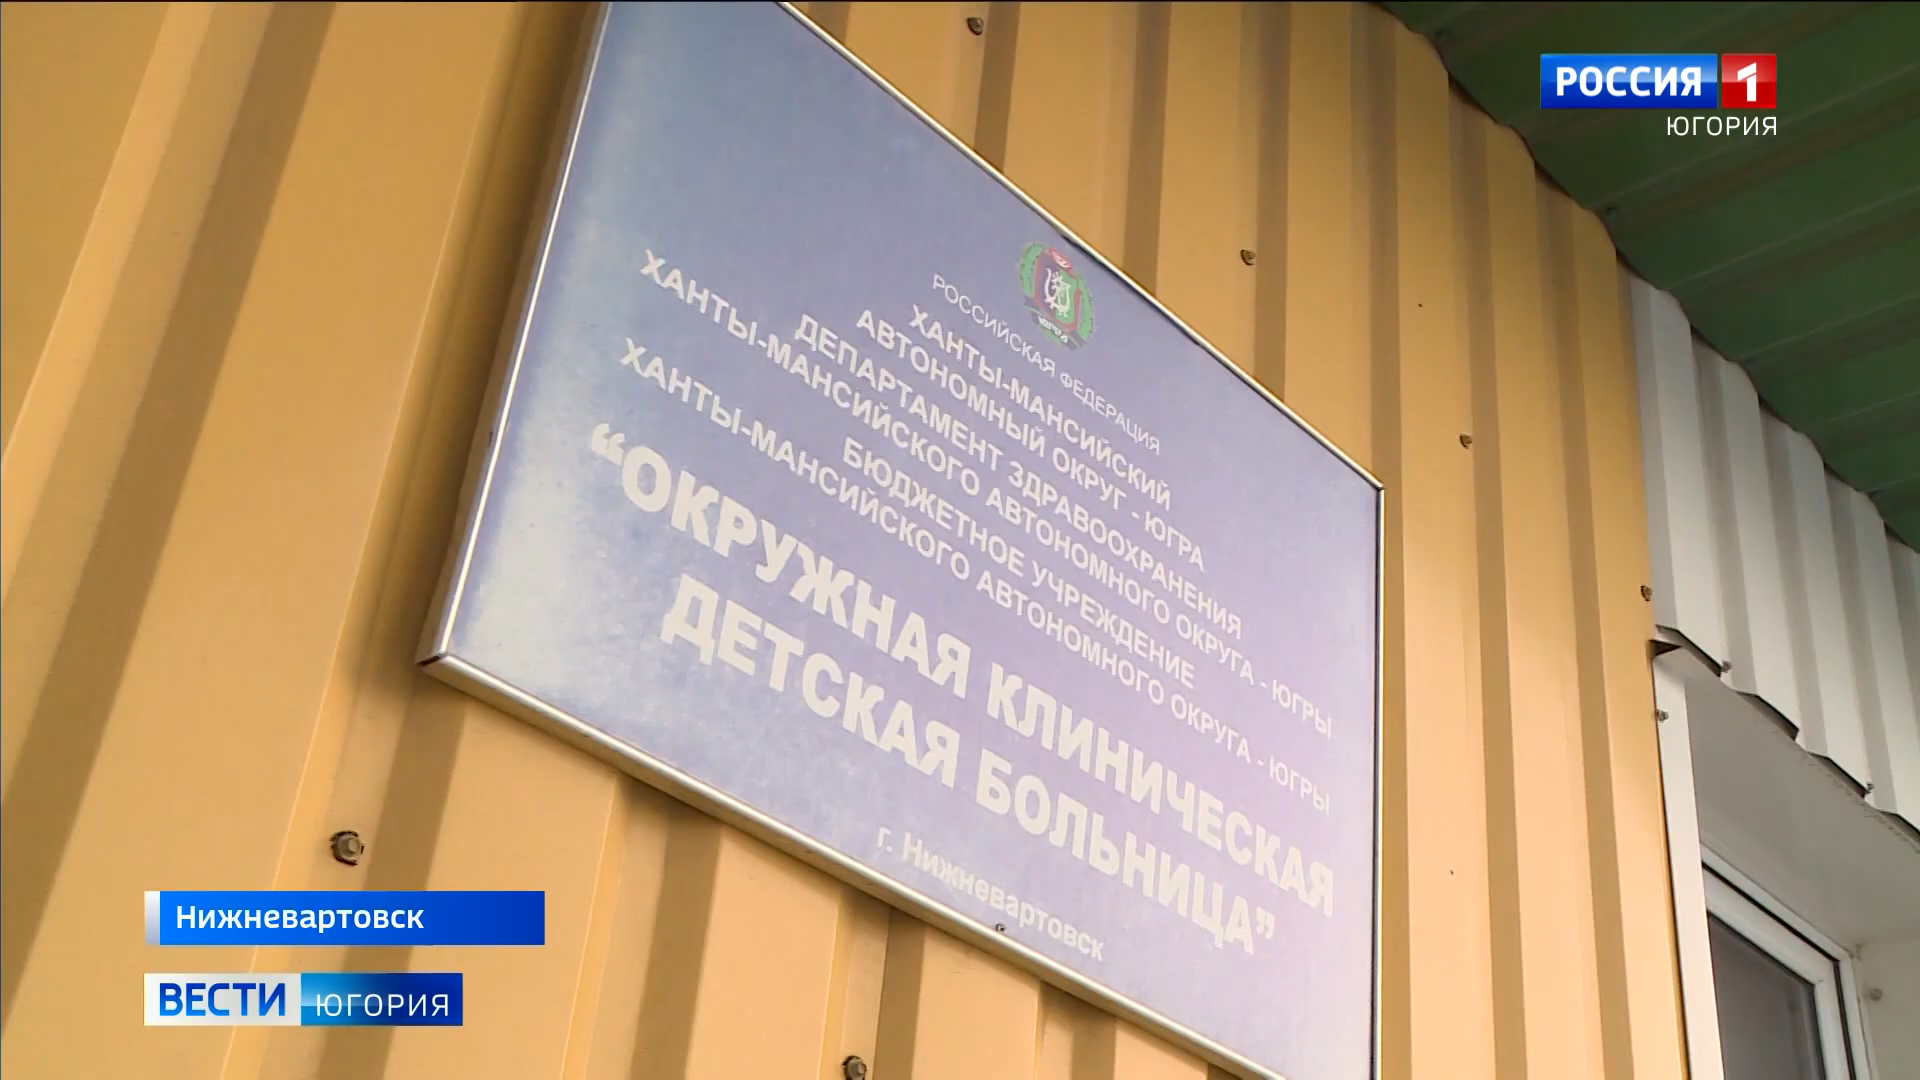 РОССИЯ 1
ЮГОРИЯ
РОССИЙСКАЯ ФЕДЕРАЦИЯ
ХАНТЫ-МАНСИЙСКИЙ
АВТОНОМНЫЙ ОКРУГ - ЮГРА
ДЕПАРТАМЕНТ ЗДРАВООХРАНЕНИЯ
ХАНТЫ-МАНСИЙСКОГО АВТОНОМНОГО ОКРУГА - ЮГРЫ
БЮДЖЕТНОЕ УЧРЕЖДЕНИЕ
ХАНТЫ-МАНСИЙСКОГО АВТОНОМНОГО ОКРУГА - ЮГРЫ
“ОКРУЖНАЯ КЛИНИЧЕСКАЯ
ДЕТСКАЯ БОЛЬНИЦА”
г. Нижневартовск
Нижневартовск
ВЕСТИ ЮГОРИЯ